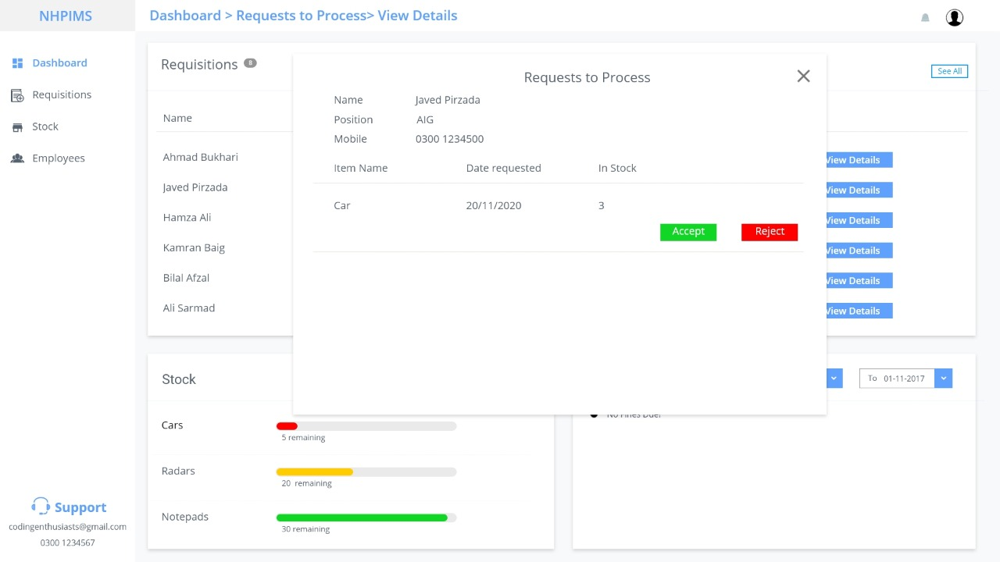 NHPIMS
Dashboard > Requests to Process> View Details
Dashboard
Requisitions
Stock
Employees
Support
codingenthusiasts@gmail.com
0300 1234567
Requisitions 8
See All
Name
Ahmad Bukhari
View Details
Javed Pirzada
View Details
Hamza Ali
View Details
Kamran Baig
View Details
Bilal Afzal
View Details
Ali Sarmad
View Details
Requests to Process
Name Javed Pirzada
Position AIG
Mobile 0300 1234500
Item Name Date requested In Stock
Car 20/11/2020 3
Accept Reject
Stock
Cars
5 remaining
Radars
20 remaining
Notepads
30 remaining
To 01-11-2017
No Fines Due!